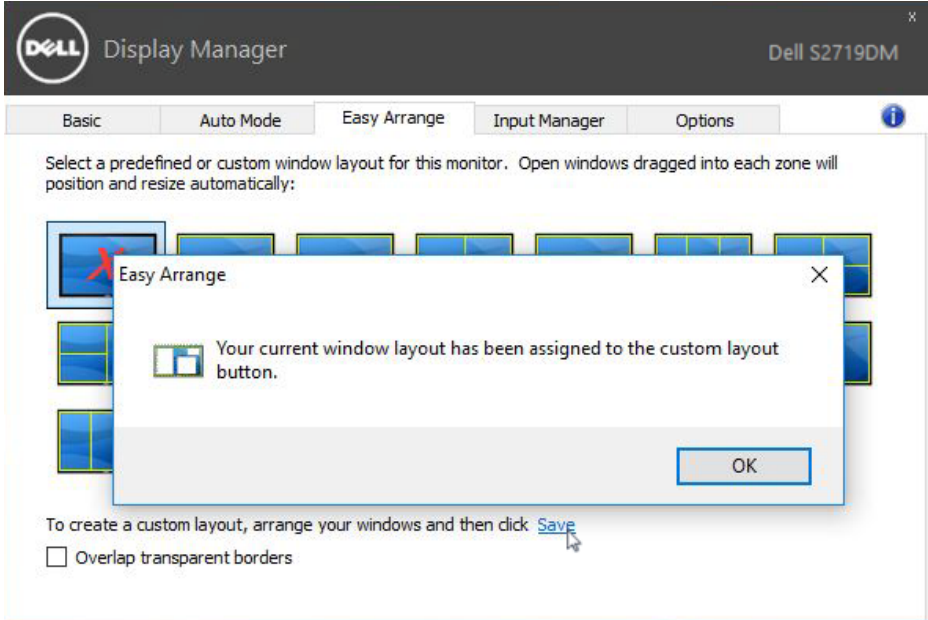 x
DELL
Display Manager
Dell S2719DM
Basic
Auto Mode
Easy Arrange
Input Manager
Options
Select a predefined or custom window layout for this monitor. Open windows dragged into each zone will
position and resize automatically:
Easy Arrange
Your current window layout has been assigned to the custom layout
button.
OK
To create a custom layout, arrange your windows and then click Save
Overlap transparent borders